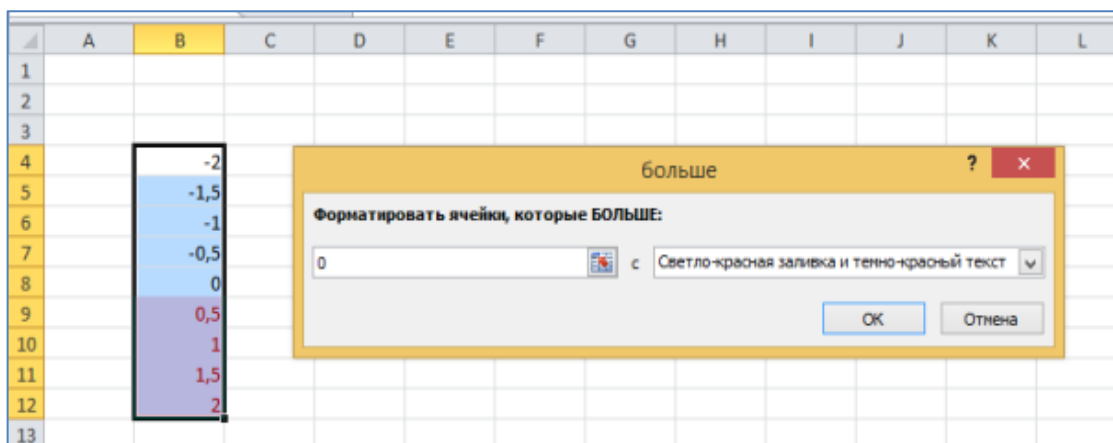 A B C D E F G H I J K L
1
2
3
4 -2
больше ?
5 -1,5
6 -1
Форматировать ячейки, которые БОЛЬШЕ:
7 -0,5
0 с Светло-красная заливка и темно-красный текст
8 0
9 0,5
ОК Отмена
10 1
11 1,5
12 2
13